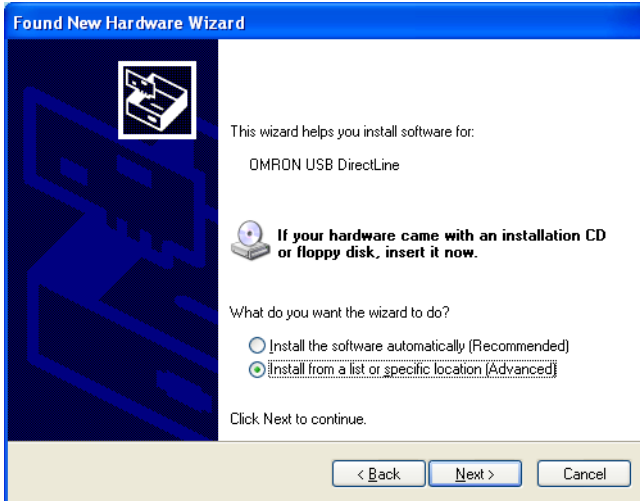 Found New Hardware Wizard
This wizard helps you install software for:
OMRON USB DirectLine
If your hardware came with an installation CD
or floppy disk, insert it now.
What do you want the wizard to do?
Install the software automatically (Recommended)
Install from a list or specific location (Advanced)
Click Next to continue.
< Back Next > Cancel